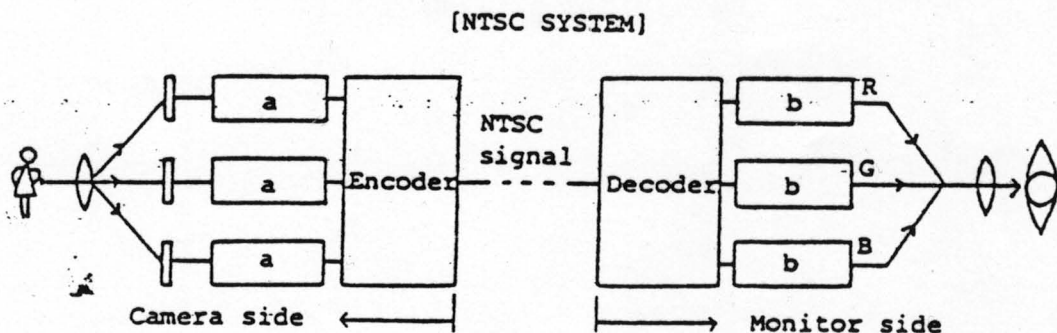 [NTSC SYSTEM]
a
a
a
Encoder
NTSC
signal
Decoder
b
R
b
G
b
B
Camera side
Monitor side